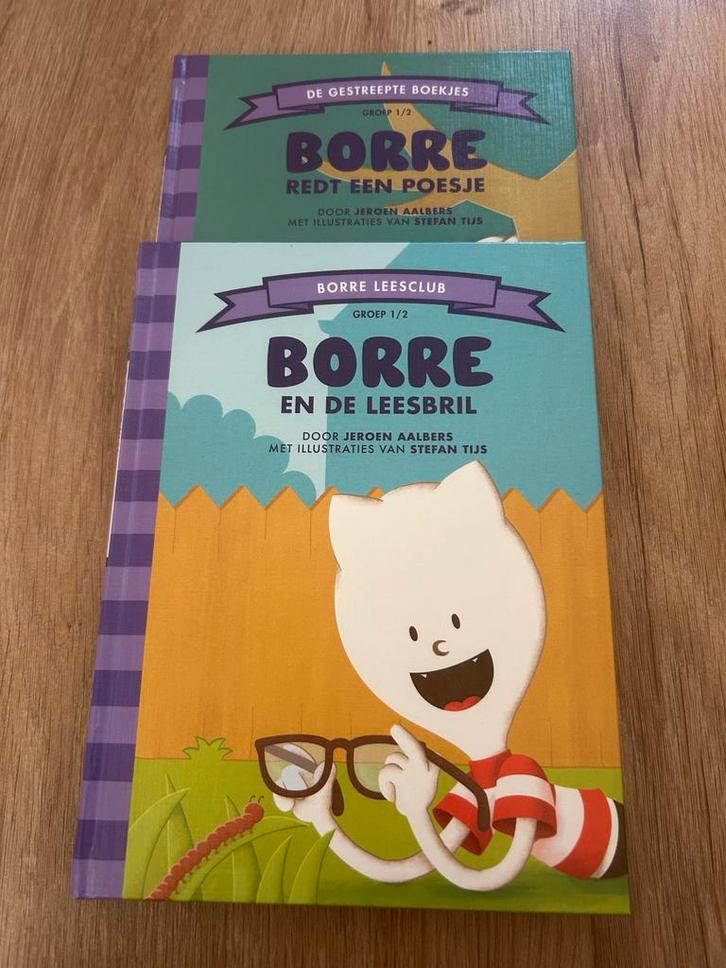 DE GESTREEPTE BOEKJES
GROEP 1/2
BORRE
REDT EEN POESJE
DOOR JEROEN AALBERS
MET ILLUSTRATIES VAN STEFAN TIJS
BORRE LEESCLUB
GROEP 1/2
BORRE
EN DE LEESBRIL
DOOR JEROEN AALBERS
MET ILLUSTRATIES VAN STEFAN TIJS